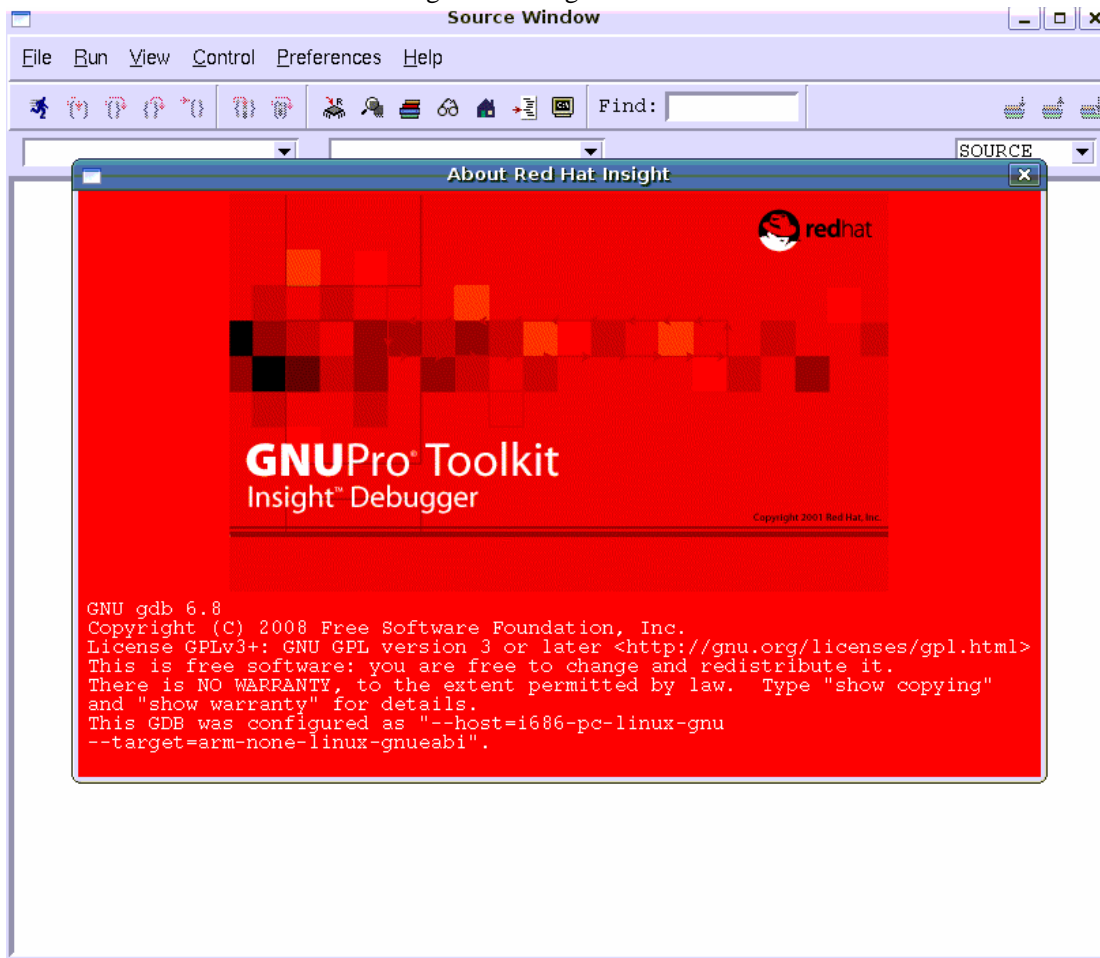 Source Window
File Run View Control Preferences Help
Find:
SOURCE
About Red Hat Insight
redhat
GNUPro® Toolkit
Insight™ Debugger
Copyright 2001 Red Hat, Inc.
GNU gdb 6.8
Copyright (C) 2008 Free Software Foundation, Inc.
License GPLv3+: GNU GPL version 3 or later <http://gnu.org/licenses/gpl.html>
This is free software: you are free to change and redistribute it.
There is NO WARRANTY, to the extent permitted by law.  Type "show copying"
and "show warranty" for details.
This GDB was configured as "--host=i686-pc-linux-gnu
--target=arm-none-linux-gnueabi".